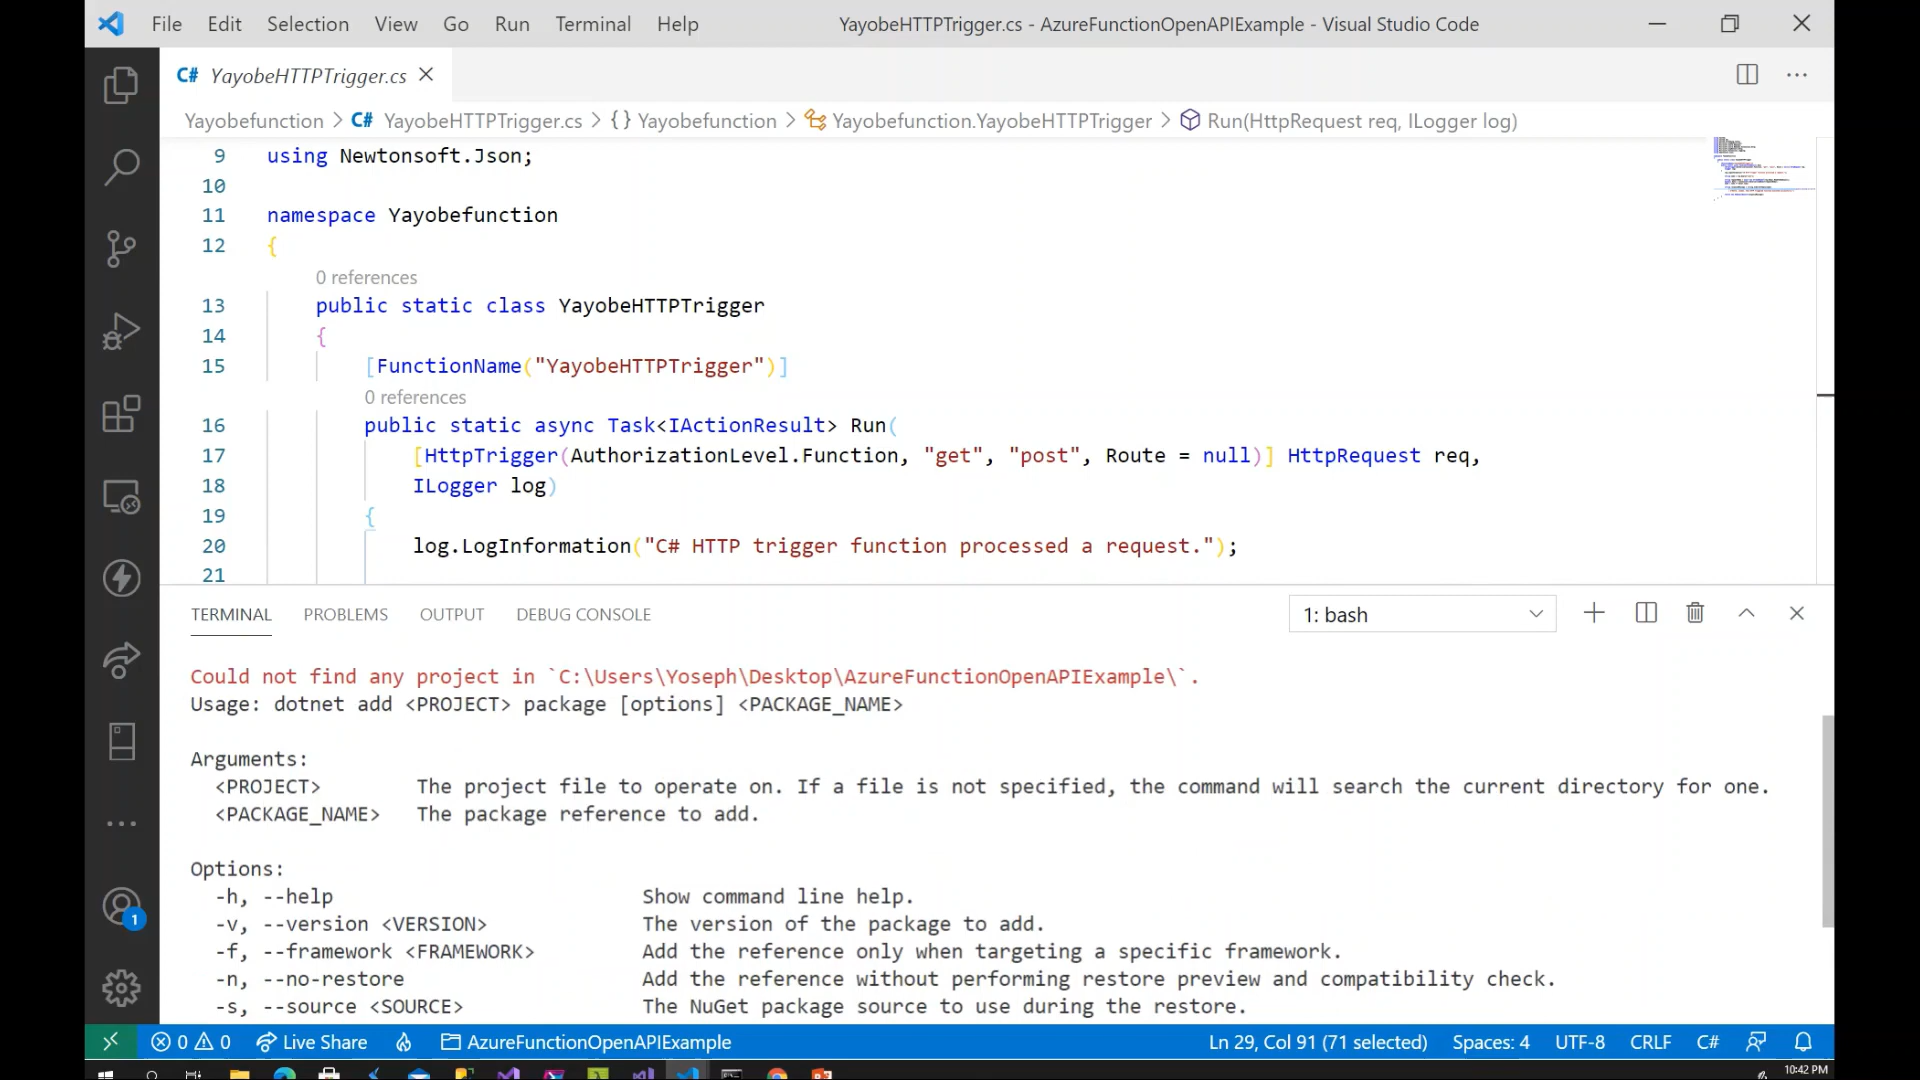 File Edit Selection View Go Run Terminal Help YayobeHTTPTrigger.cs - AzureFunctionOpenAPIExample - Visual Studio Code
C# YayobeHTTPTrigger.cs
Yayobefunction > C# YayobeHTTPTrigger.cs > {} Yayobefunction > Yayobefunction.YayobeHTTPTrigger > Run(HttpRequest req, ILogger log)
9 using Newtonsoft.Json;
10
11 namespace Yayobefunction
12 {
0 references
13 public static class YayobeHTTPTrigger
14 {
15 [FunctionName("YayobeHTTPTrigger")]
0 references
16 public static async Task<IActionResult> Run(
17 [HttpTrigger(AuthorizationLevel.Function, "get", "post", Route = null)] HttpRequest req,
18 ILogger log)
19 {
20 log.LogInformation("C# HTTP trigger function processed a request.");
21
TERMINAL PROBLEMS OUTPUT DEBUG CONSOLE 1: bash
Could not find any project in `C:\Users\Yoseph\Desktop\AzureFunctionOpenAPIExample\`.
Usage: dotnet add <PROJECT> package [options] <PACKAGE_NAME>
Arguments:
<PROJECT> The project file to operate on. If a file is not specified, the command will search the current directory for one.
<PACKAGE_NAME> The package reference to add.
Options:
-h, --help Show command line help.
-v, --version <VERSION> The version of the package to add.
-f, --framework <FRAMEWORK> Add the reference only when targeting a specific framework.
-n, --no-restore Add the reference without performing restore preview and compatibility check.
-s, --source <SOURCE> The NuGet package source to use during the restore.
1
0 0 Live Share AzureFunctionOpenAPIExample Ln 29, Col 91 (71 selected) Spaces: 4 UTF-8 CRLF C#
10:42 PM